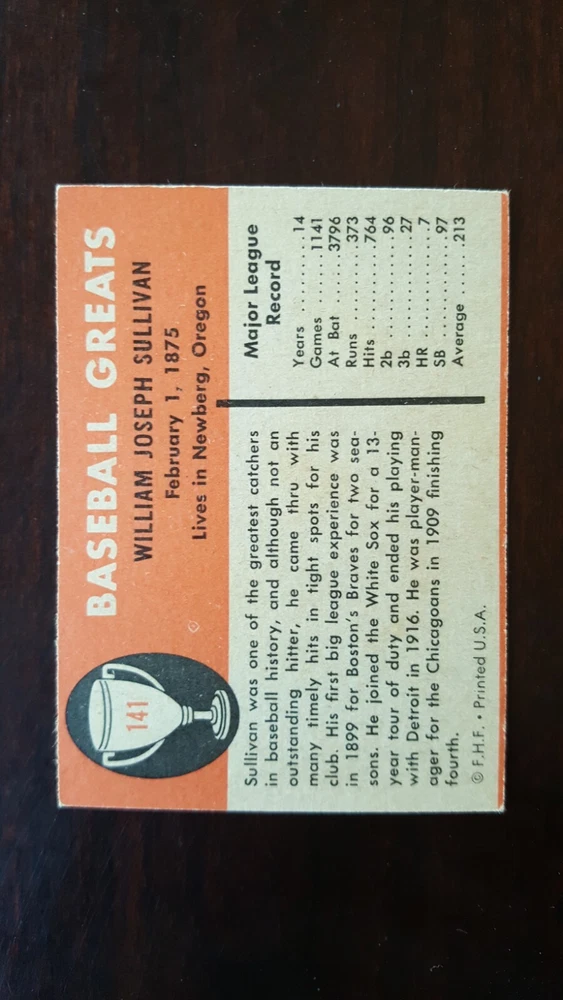 141
BASEBALL GREATS
WILLIAM JOSEPH SULLIVAN
February 1, 1875
Lives in Newberg, Oregon
Sullivan was one of the greatest catchers
in baseball history, and although not an
outstanding hitter, he came thru with
many timely hits in tight spots for his
club. His first big league experience was
in 1899 for Boston's Braves for two sea-
sons. He joined the White Sox for a 13-
year tour of duty and ended his playing
with Detroit in 1916. He was player-man-
ager for the Chicagoans in 1909 finishing
fourth.
© F.H.F. • Printed U.S.A.
Major League
Record
Years ..........14
Games ......1141
At Bat ......3796
Runs ........373
Hits ..........764
2b ............96
3b ............27
HR ............7
SB ............97
Average .......213